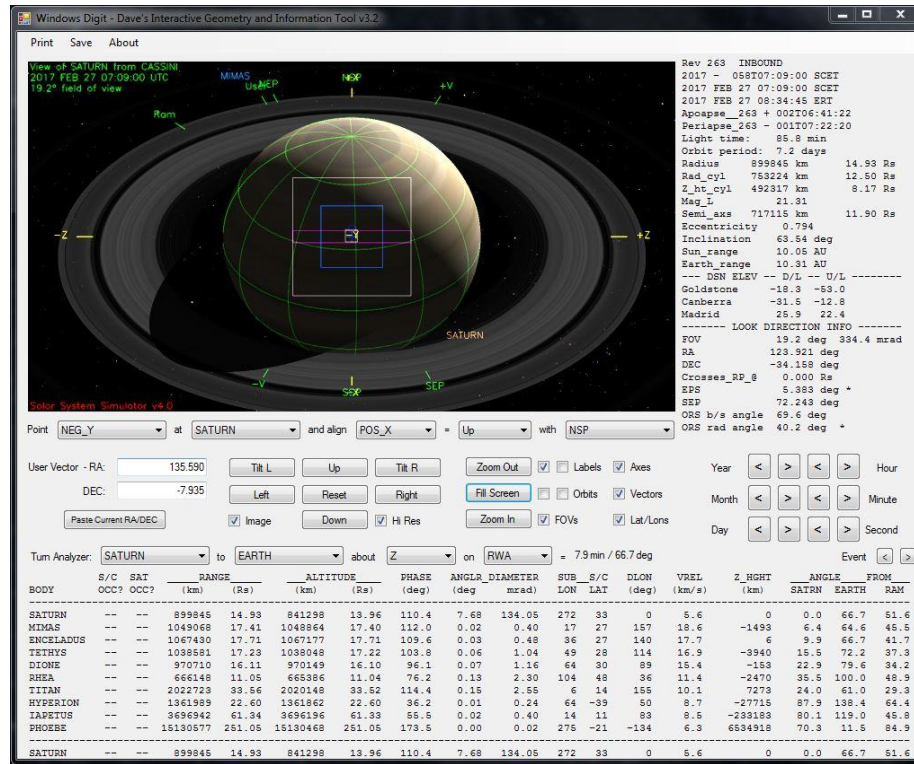 Windows Digit - Dave's Interactive Geometry and Information Tool v3.2
Print Save About
View of SATURN from CASSINI
2017 FEB 27 07:09:00 UTC
19.2° field of view
MIMAS
NEP
NSP
+V
Ram
-Z
-Y
+Z
SATURN
-V
SEP
Solar System Simulator v4.0
Rev 263 INBOUND
2017 - 058T07:09:00 SCET
2017 FEB 27 07:09:00 SCET
2017 FEB 27 08:34:45 ERT
Apoapse__263 + 002T06:41:22
Periapse_263 - 001T07:22:20
Light time: 85.8 min
Orbit period: 7.2 days
Radius 899845 km 14.93 Rs
Rad_cyl 753224 km 12.50 Rs
Z_ht_cyl 492317 km 8.17 Rs
Mag_L 21.31
Semi_axs 717115 km 11.90 Rs
Eccentricity 0.794
Inclination 63.54 deg
Sun_range 10.05 AU
Earth_range 10.31 AU
--- DSN ELEV -- D/L -- U/L --------
Goldstone -18.3 -53.0
Canberra -31.5 -12.8
Madrid 25.9 22.4
------- LOOK DIRECTION INFO -------
FOV 19.2 deg 334.4 mrad
RA 123.921 deg
DEC -34.158 deg
Crosses_RP_@ 0.000 Rs
EPS 5.383 deg *
SEP 72.243 deg
ORS b/s angle 69.6 deg
ORS rad angle 40.2 deg *
Point NEG_Y at SATURN and align POS_X = Up with NSP
User Vector - RA: 135.590 Tilt L Up Tilt R Zoom Out Labels Axes Year < > < > Hour
DEC: -7.935 Left Reset Right Fill Screen Orbits Vectors Month < > < > Minute
Paste Current RA/DEC Image Down Hi Res Zoom In FOVs Lat/Lons Day < > < > Second
Turn Analyzer: SATURN to EARTH about Z on RWA = 7.9 min / 66.7 deg Event < >
S/C SAT RANGE ALTITUDE PHASE ANGLR_DIAMETER SUB_S/C DLON VREL Z_HGHT ANGLE FROM
BODY OCC? OCC? (km) (Rs) (km) (Rs) (deg) (deg mrad) LON LAT (deg) (km/s) (km) SATRN EARTH RAM
SATURN -- -- 899845 14.93 841298 13.96 110.4 7.68 134.05 272 33 0 5.6 0 0.0 66.7 51.6
MIMAS -- -- 1049068 17.41 1048864 17.40 112.0 0.02 0.40 17 27 157 18.6 -1493 6.4 64.6 45.5
ENCELADUS -- -- 1067430 17.71 1067177 17.71 109.6 0.03 0.48 36 27 140 17.7 6 9.9 66.7 41.7
TETHYS -- -- 1038581 17.23 1038048 17.22 103.8 0.06 1.04 49 28 114 16.9 -3940 15.5 72.2 37.3
DIONE -- -- 970710 16.11 970149 16.10 96.1 0.07 1.16 64 30 89 15.4 -153 22.9 79.6 34.2
RHEA -- -- 666148 11.05 665386 11.04 76.2 0.13 2.30 104 48 36 11.4 -2470 35.5 100.0 48.9
TITAN -- -- 2022723 33.56 2020148 33.52 114.4 0.15 2.55 6 14 155 10.1 7273 24.0 61.0 29.3
HYPERION -- -- 1361989 22.60 1361862 22.60 36.2 0.01 0.24 64 -39 50 8.7 -27715 87.9 138.4 64.4
IAPETUS -- -- 3696942 61.34 3696196 61.33 55.5 0.02 0.40 14 11 83 8.5 -233183 80.1 119.0 45.8
PHOEBE -- -- 15130577 251.05 15130468 251.05 173.5 0.00 0.02 275 -21 -134 6.3 6534918 70.3 11.5 84.9
SATURN -- -- 899845 14.93 841298 13.96 110.4 7.68 134.05 272 33 0 5.6 0 0.0 66.7 51.6